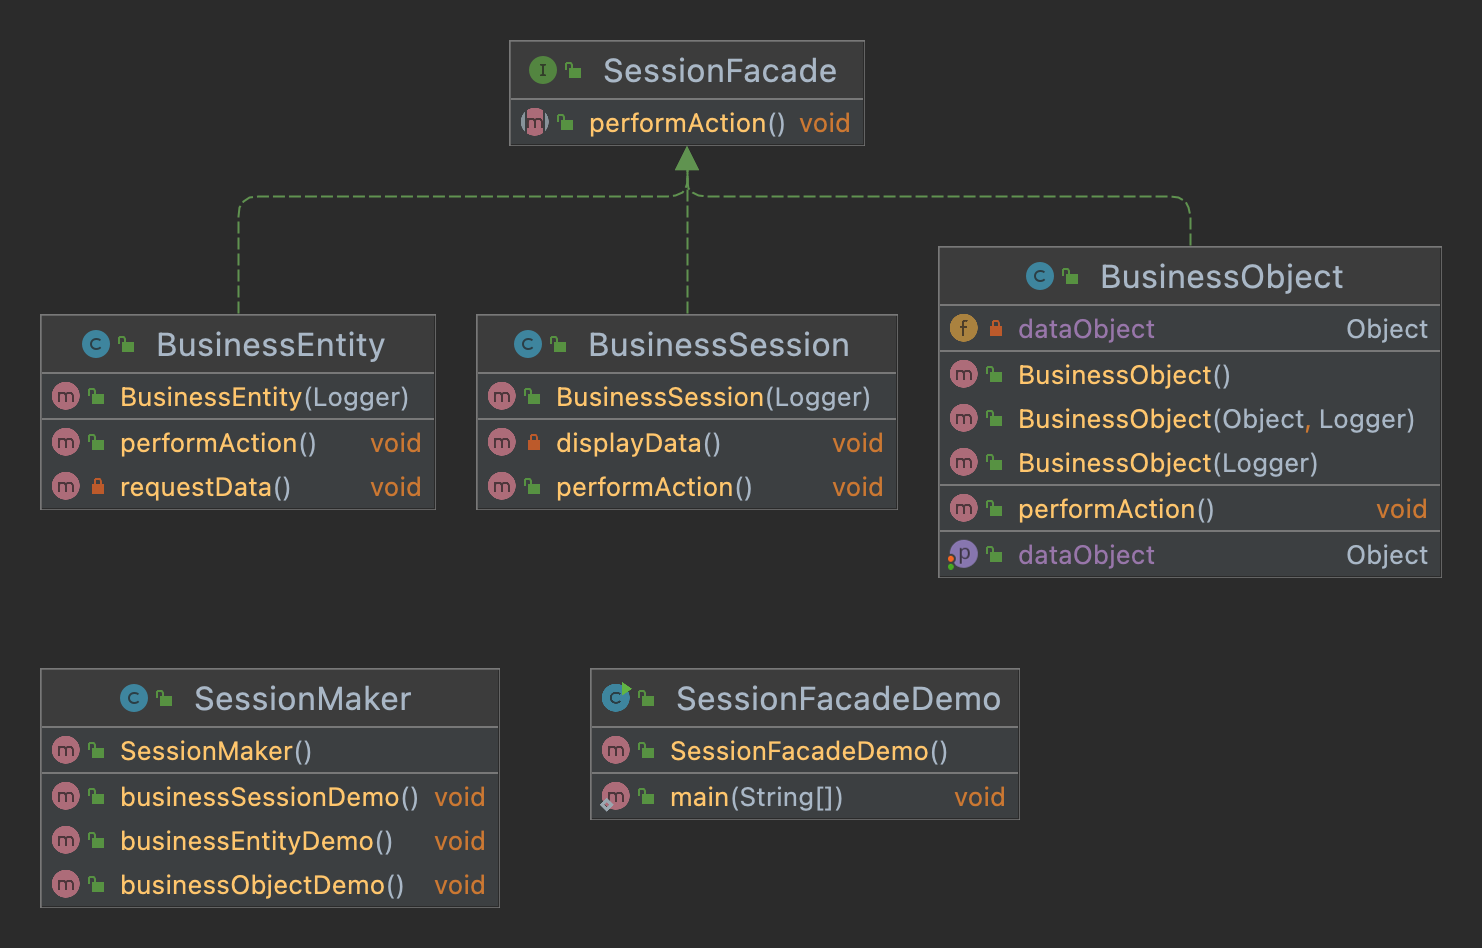 SessionFacade
performAction() void
BusinessEntity
BusinessEntity(Logger)
performAction() void
requestData() void
BusinessSession
BusinessSession(Logger)
displayData() void
performAction() void
BusinessObject
dataObject Object
BusinessObject()
BusinessObject(Object, Logger)
BusinessObject(Logger)
performAction() void
dataObject Object
SessionMaker
SessionMaker()
businessSessionDemo() void
businessEntityDemo() void
businessObjectDemo() void
SessionFacadeDemo
SessionFacadeDemo()
main(String[]) void